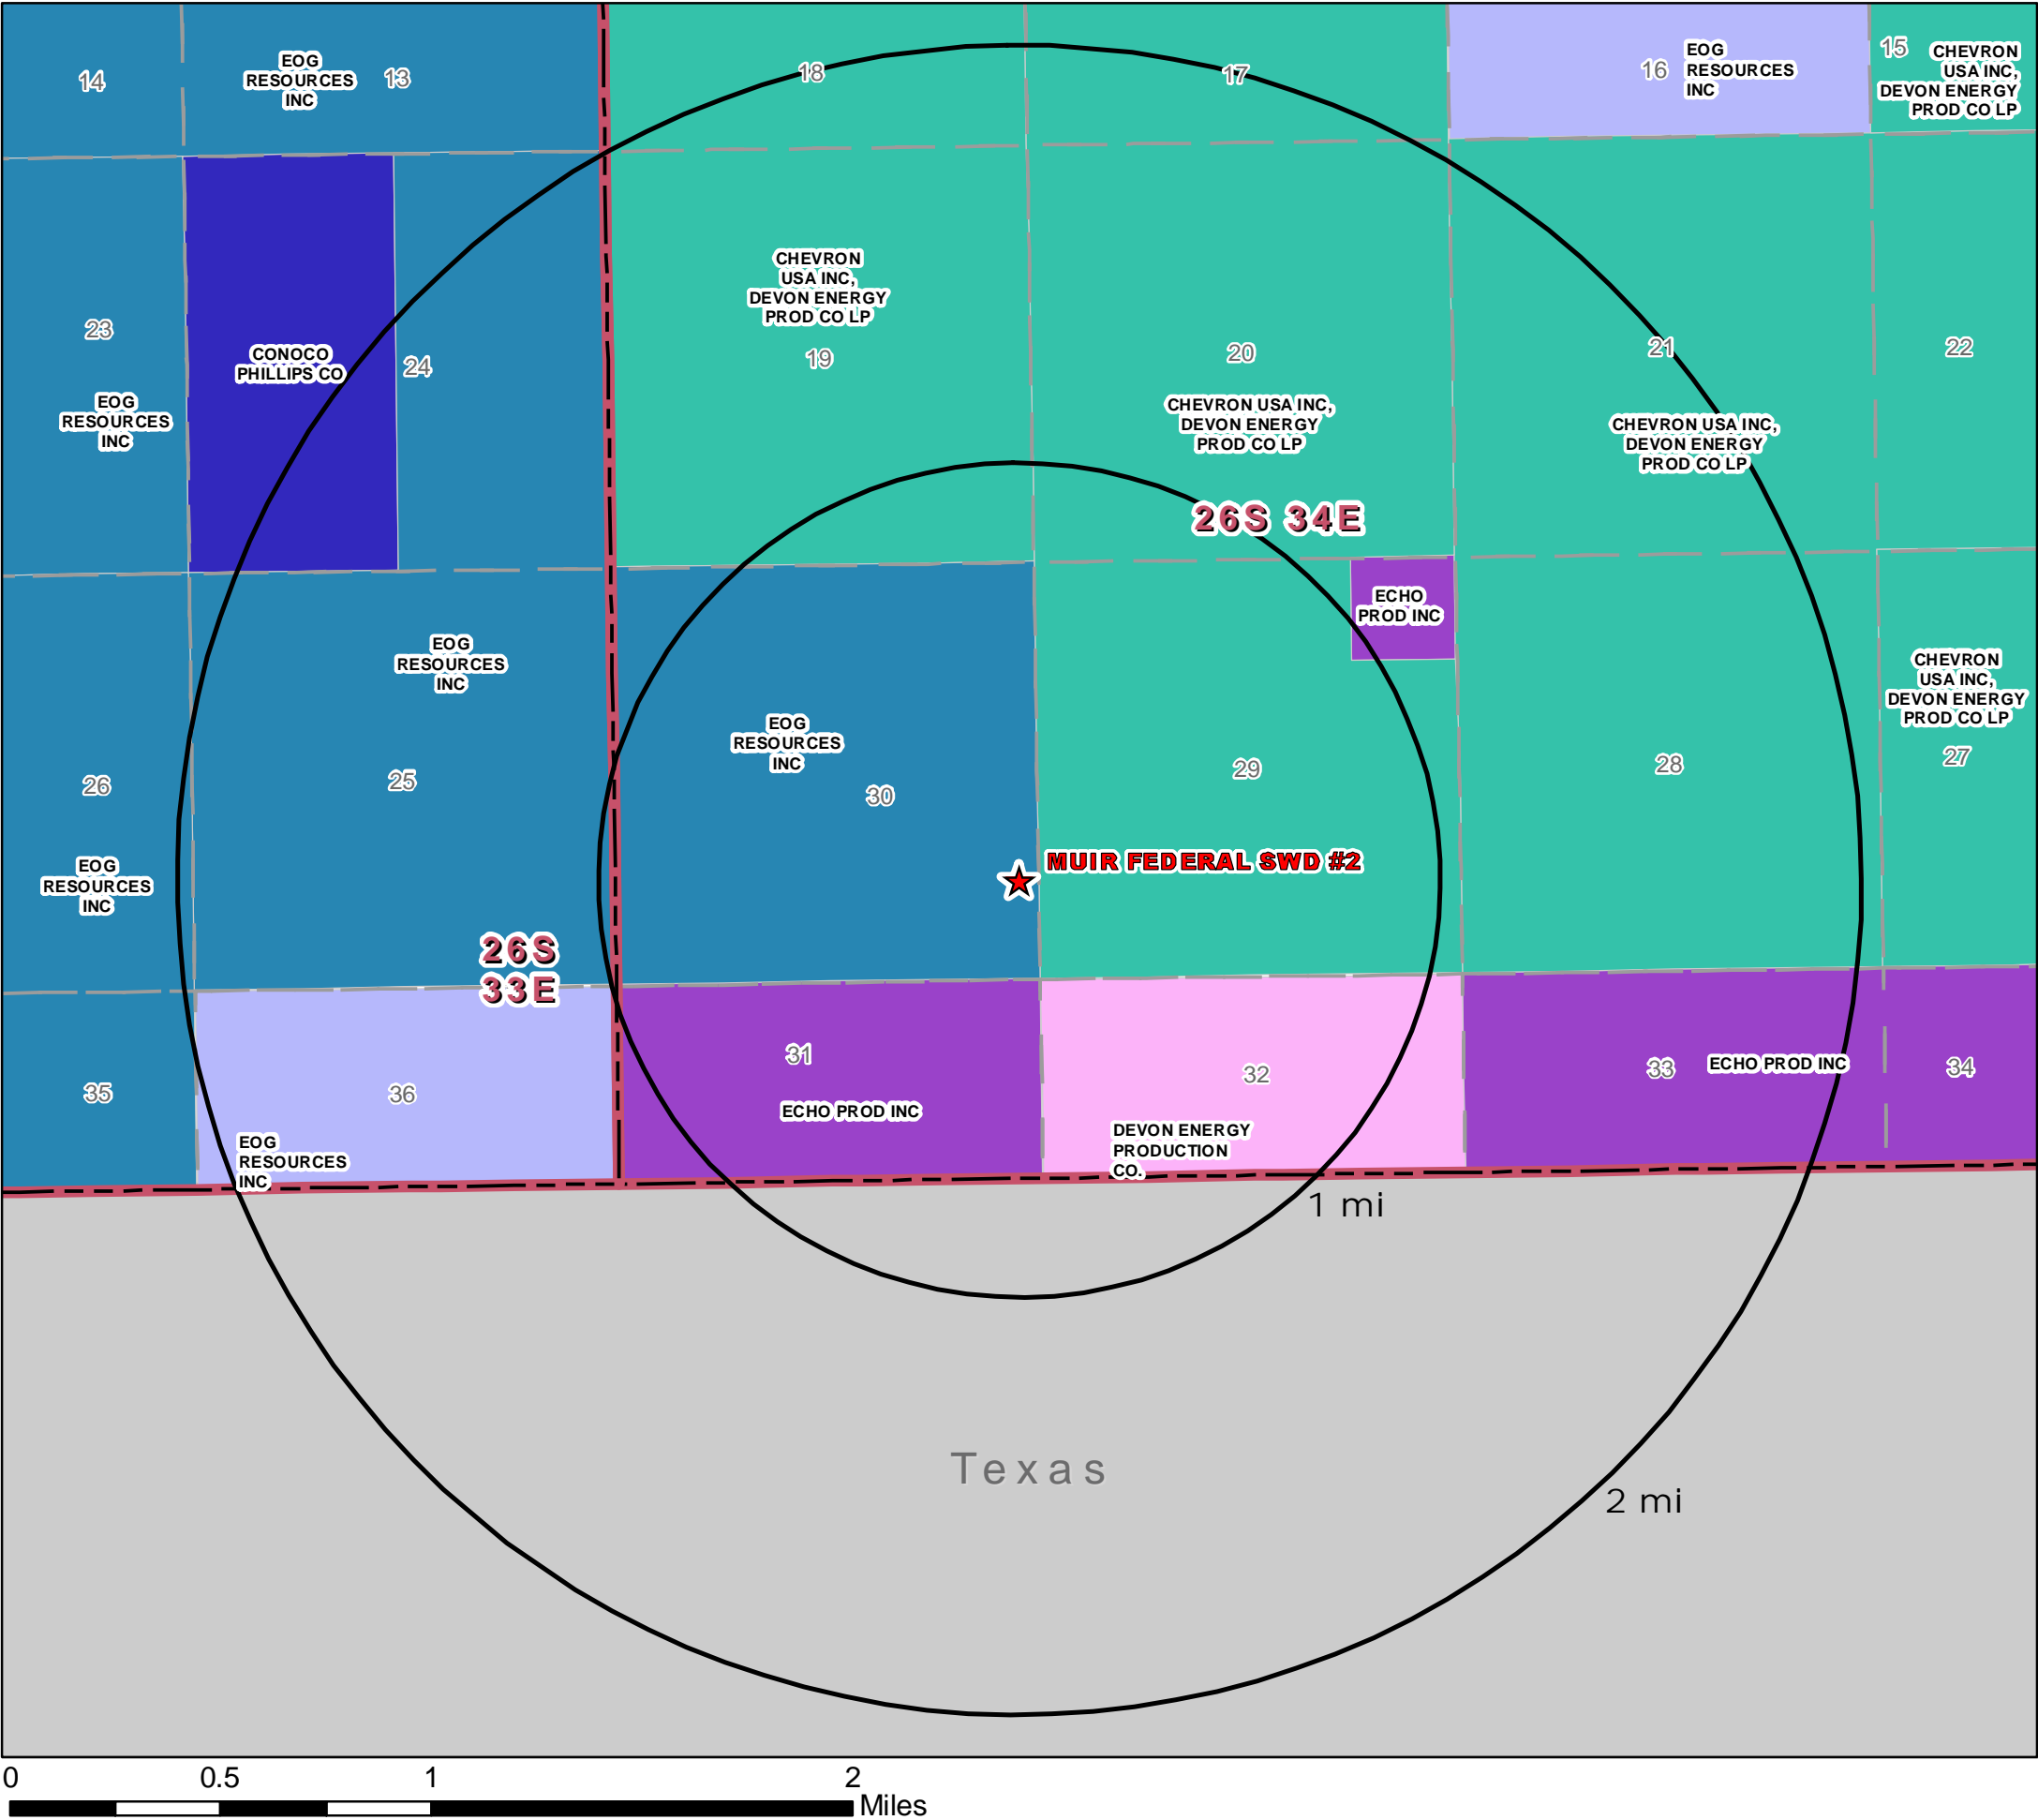 14
EOG
RESOURCES
INC
13
18
17
16
EOG
RESOURCES
INC
15
CHEVRON
USA INC,
DEVON ENERGY
PROD CO LP
23
EOG
RESOURCES
INC
CONOCO
PHILLIPS CO
24
CHEVRON
USA INC,
DEVON ENERGY
PROD CO LP
19
20
CHEVRON USA INC,
DEVON ENERGY
PROD CO LP
21
CHEVRON USA INC,
DEVON ENERGY
PROD CO LP
22
26S 34E
ECHO
PROD INC
EOG
RESOURCES
INC
25
EOG
RESOURCES
INC
30
29
28
CHEVRON
USA INC,
DEVON ENERGY
PROD CO LP
27
26
EOG
RESOURCES
INC
MUIR FEDERAL SWD #2
26S
33E
35
36
EOG
RESOURCES
INC
31
ECHO PROD INC
32
DEVON ENERGY
PRODUCTION
CO.
33
ECHO PROD INC
34
1 mi
Texas
2 mi
0 0.5 1 2
Miles